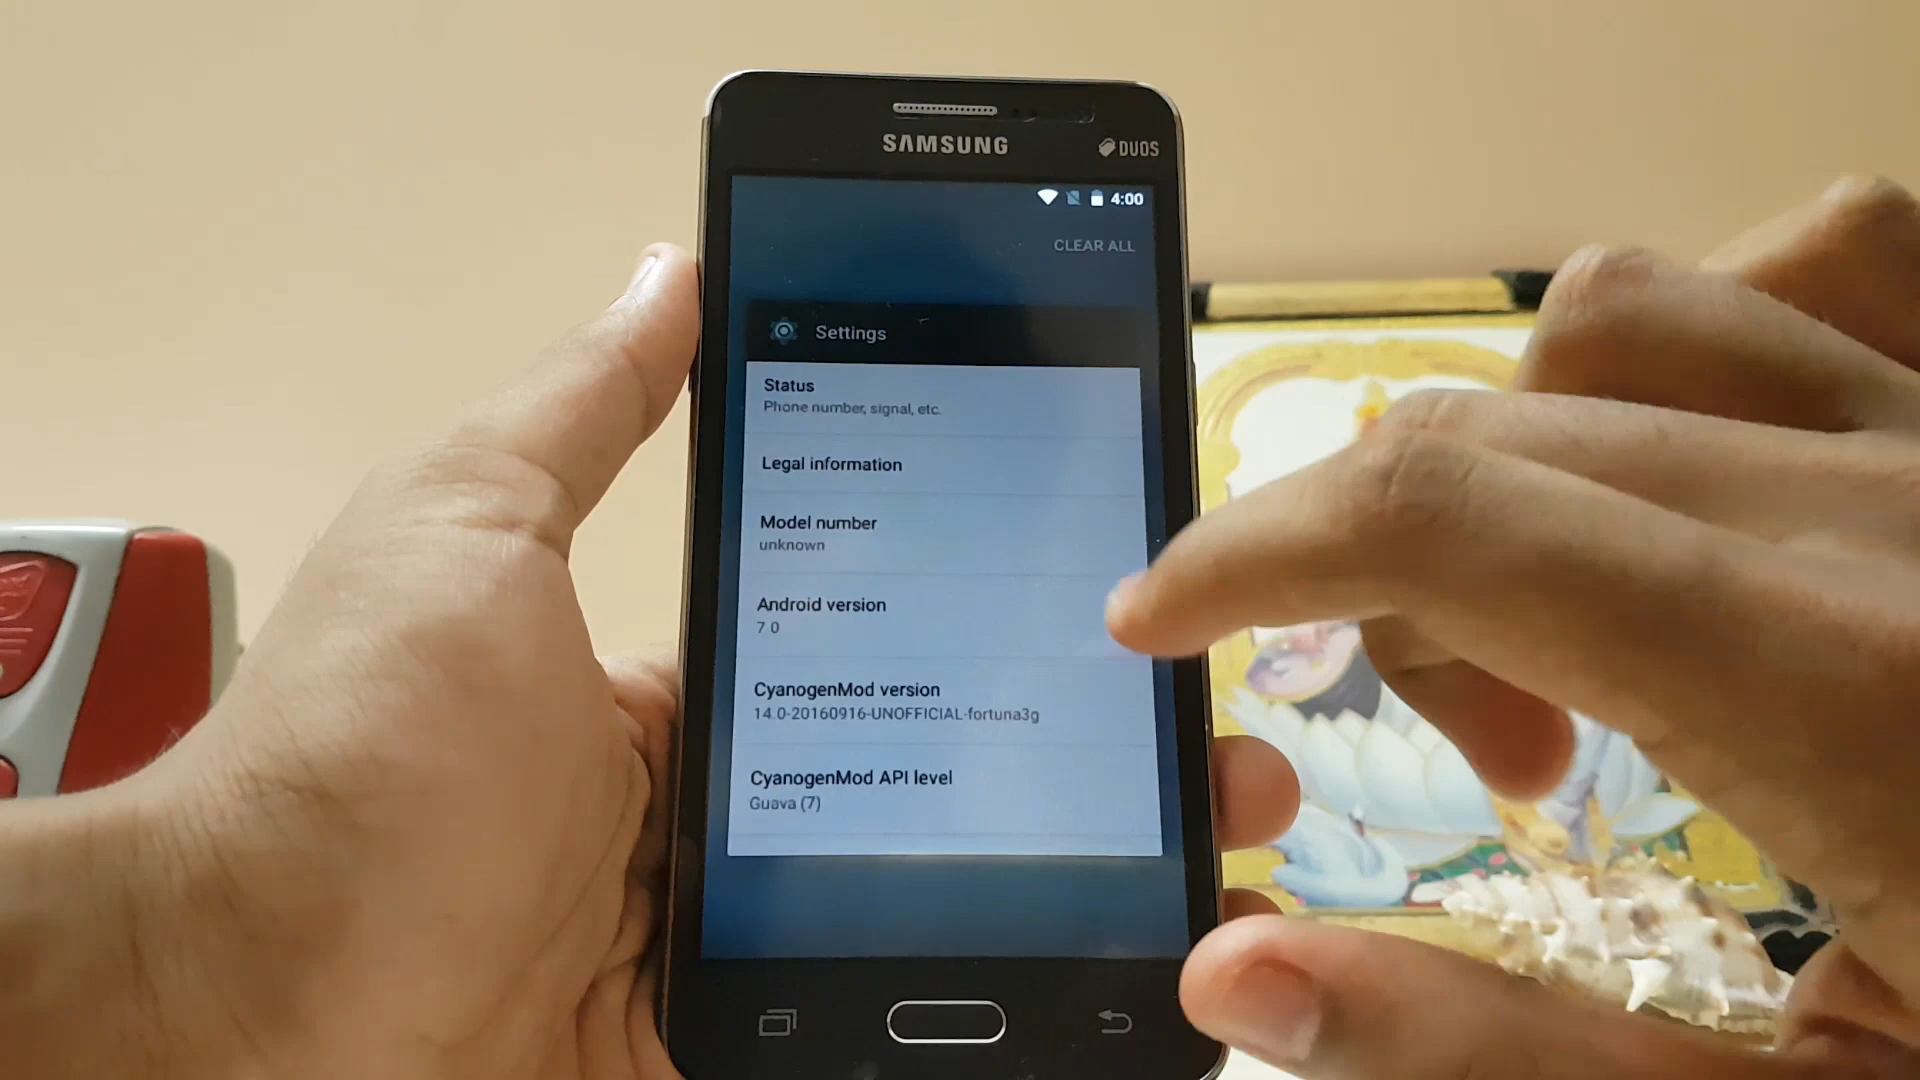 SAMSUNG
DUOS
4:00
CLEAR ALL
Settings
Status
Phone number, signal, etc.
Legal information
Model number
unknown
Android version
7 0
CyanogenMod version
14.0-20160916-UNOFFICIAL-fortuna3g
CyanogenMod API level
Guava (7)